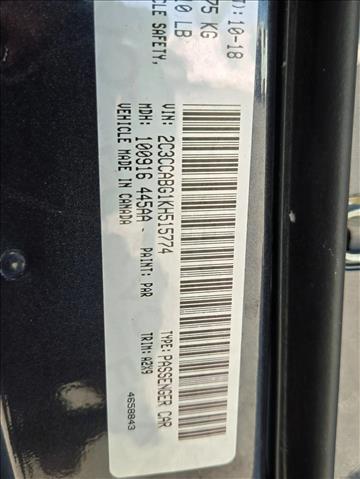 T): 10-18
75 KG
0 LB
CLE SAFETY,
VIN: 2C3CCABG1KH515774
TYPE: PASSENGER CAR
MDH: 100916 445AA
PAINT: PAR
TRIM: A2X9
VEHICLE MADE IN CANADA
4658843